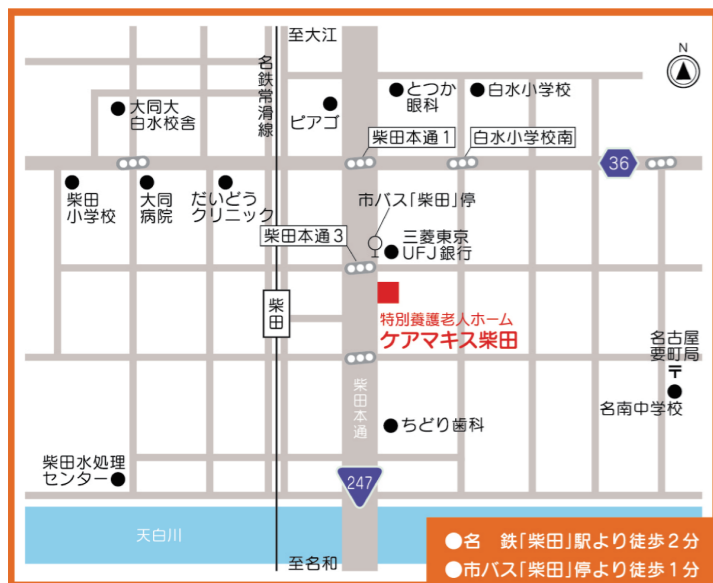 至大江
N
名鉄常滑線
大同大
白水校舎
ピアゴ
とつか
眼科
白水小学校
柴田本通1
白水小学校南
36
柴田
小学校
大同
病院
だいどう
クリニック
市バス「柴田」停
柴田本通3
三菱東京
UFJ銀行
柴田
特別養護老人ホーム
ケアマキス柴田
名古屋
要町局
〒
名南中学校
柴田本通
ちどり歯科
柴田水処理
センター
247
天白川
至名和
●名 鉄「柴田」駅より徒歩2分
●市バス「柴田」停より徒歩1分